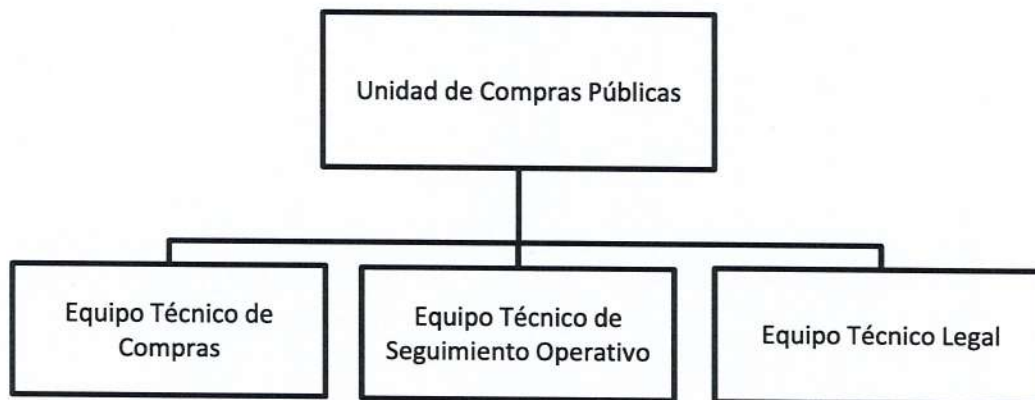 Unidad de Compras Públicas
Equipo Técnico de
Compras
Equipo Técnico de
Seguimiento Operativo
Equipo Técnico Legal